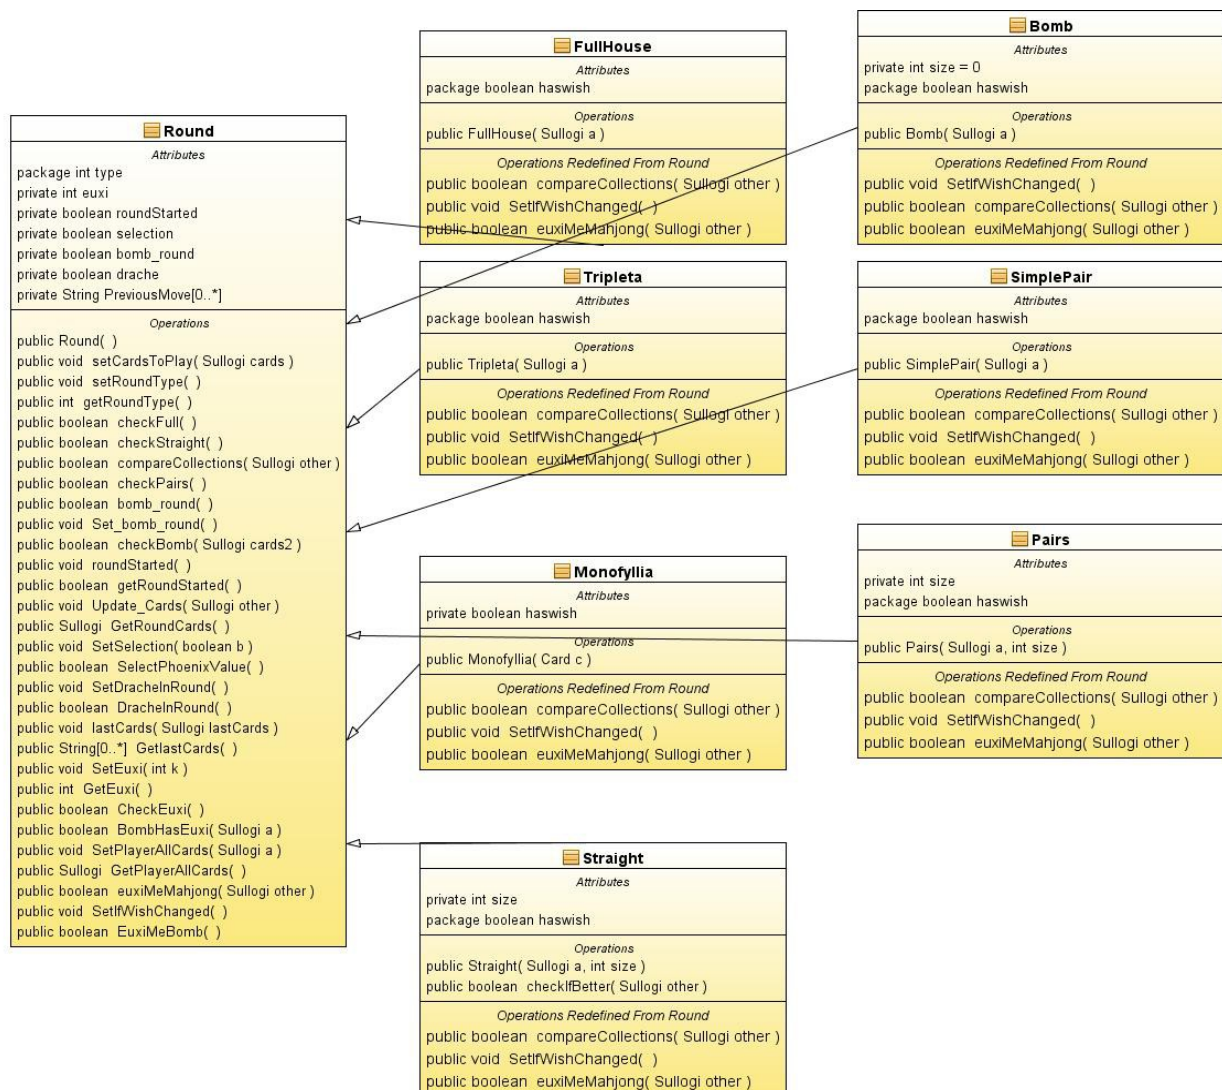 Round
Attributes
package int type
private int euxi
private boolean roundStarted
private boolean selection
private boolean bomb_round
private boolean drache
private String PreviousMove[0..*]
Operations
public Round( )
public void setCardsToPlay( Sullogi cards )
public void setRoundType( )
public int getRoundType( )
public boolean checkFull( )
public boolean checkStraight( )
public boolean compareCollections( Sullogi other )
public boolean checkPairs( )
public boolean bomb_round( )
public void Set_bomb_round( )
public boolean checkBomb( Sullogi cards2 )
public void roundStarted( )
public boolean getRoundStarted( )
public void Update_Cards( Sullogi other )
public Sullogi GetRoundCards( )
public void SetSelection( boolean b )
public boolean SelectPhoenixValue( )
public void SetDracheInRound( )
public boolean DracheInRound( )
public void lastCards( Sullogi lastCards )
public String[0..*] GetlastCards( )
public void SetEuxi( int k )
public int GetEuxi( )
public boolean CheckEuxi( )
public boolean BombHasEuxi( Sullogi a )
public void SetPlayerAllCards( Sullogi a )
public Sullogi GetPlayerAllCards( )
public boolean euxiMeMahjong( Sullogi other )
public void SetIfWishChanged( )
public boolean EuxiMeBomb( )
FullHouse
Attributes
package boolean haswish
Operations
public FullHouse( Sullogi a )
Operations Redefined From Round
public boolean compareCollections( Sullogi other )
public void SetIfWishChanged( )
public boolean euxiMeMahjong( Sullogi other )
Tripleta
Attributes
package boolean haswish
Operations
public Tripleta( Sullogi a )
Operations Redefined From Round
public boolean compareCollections( Sullogi other )
public void SetIfWishChanged( )
public boolean euxiMeMahjong( Sullogi other )
Monofyllia
Attributes
private boolean haswish
Operations
public Monofyllia( Card c )
Operations Redefined From Round
public boolean compareCollections( Sullogi other )
public void SetIfWishChanged( )
public boolean euxiMeMahjong( Sullogi other )
Straight
Attributes
private int size
package boolean haswish
Operations
public Straight( Sullogi a, int size )
public boolean checkIfBetter( Sullogi other )
Operations Redefined From Round
public boolean compareCollections( Sullogi other )
public void SetIfWishChanged( )
public boolean euxiMeMahjong( Sullogi other )
Bomb
Attributes
private int size = 0
package boolean haswish
Operations
public Bomb( Sullogi a )
Operations Redefined From Round
public void SetIfWishChanged( )
public boolean compareCollections( Sullogi other )
public boolean euxiMeMahjong( Sullogi other )
SimplePair
Attributes
package boolean haswish
Operations
public SimplePair( Sullogi a )
Operations Redefined From Round
public boolean compareCollections( Sullogi other )
public void SetIfWishChanged( )
public boolean euxiMeMahjong( Sullogi other )
Pairs
Attributes
private int size
package boolean haswish
Operations
public Pairs( Sullogi a, int size )
Operations Redefined From Round
public boolean compareCollections( Sullogi other )
public void SetIfWishChanged( )
public boolean euxiMeMahjong( Sullogi other )